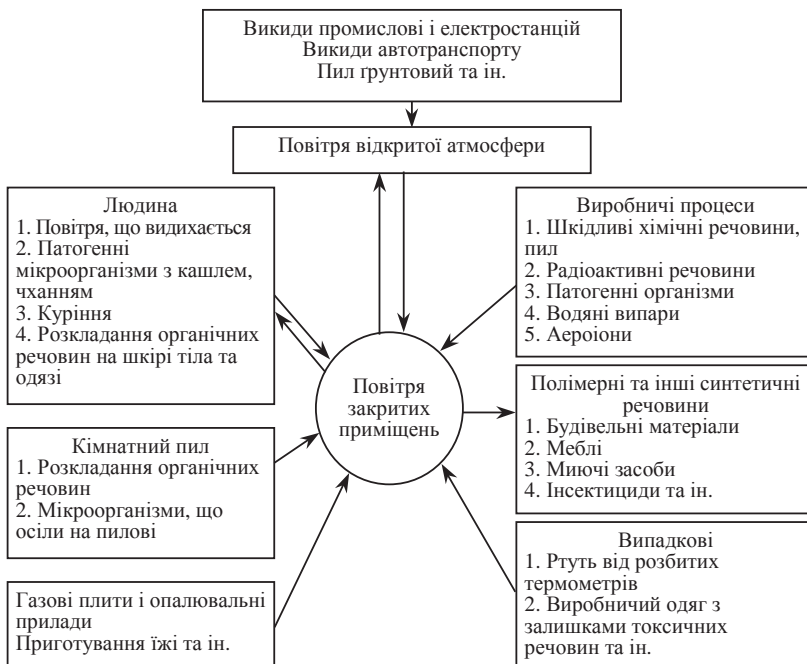 Викиди промислові і електростанцій
Викиди автотранспорту
Пил ґрунтовий та ін.
Повітря відкритої атмосфери
Людина
1. Повітря, що видихається
2. Патогенні
мікроорганізми з кашлем,
чханням
3. Куріння
4. Розкладання органічних
речовин на шкірі тіла та
одязі
Виробничі процеси
1. Шкідливі хімічні речовини,
пил
2. Радіоактивні речовини
3. Патогенні організми
4. Водяні випари
5. Аероіони
Повітря
закритих
приміщень
Полімерні та інші синтетичні
речовини
1. Будівельні матеріали
2. Меблі
3. Миючі засоби
4. Інсектициди та ін.
Кімнатний пил
1. Розкладання органічних
речовин
2. Мікроорганізми, що
осіли на пилові
Випадкові
1. Ртуть від розбитих
термометрів
2. Виробничий одяг з
залишками токсичних
речовин та ін.
Газові плити і опалювальні
прилади
Приготування їжі та ін.